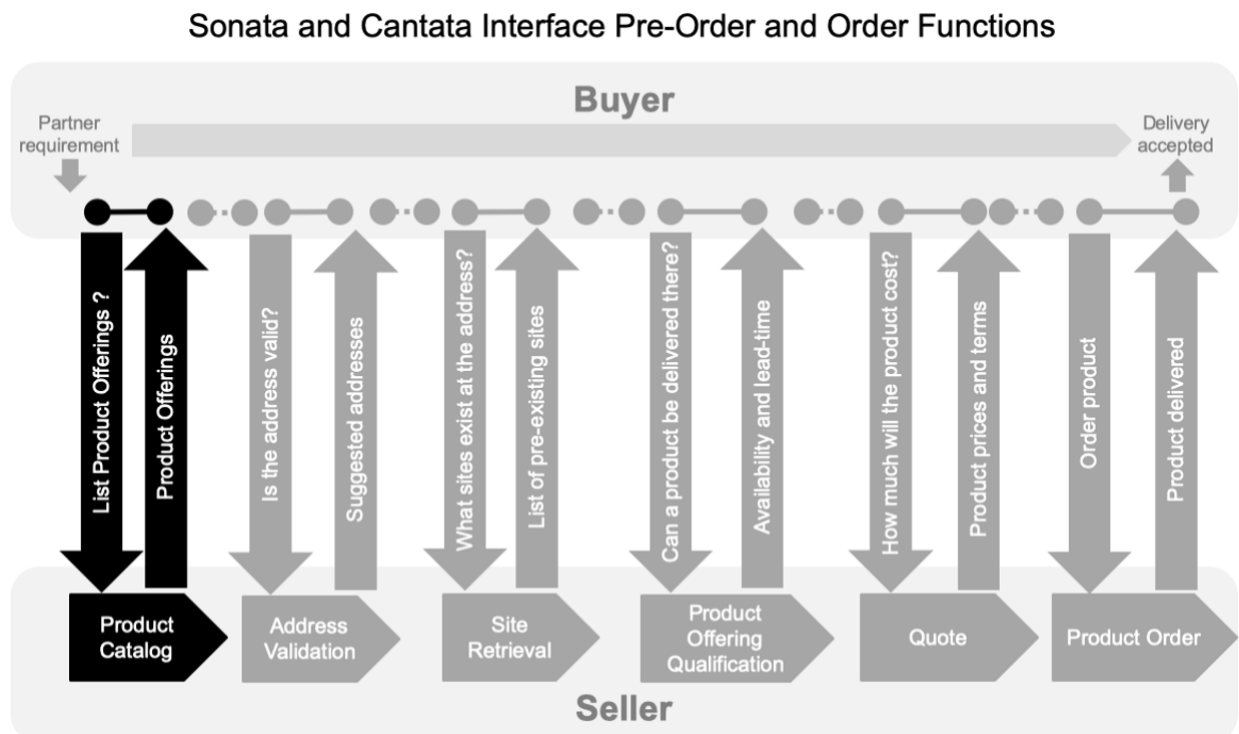 Sonata and Cantata Interface Pre-Order and Order Functions
Buyer
Partner
requirement
Delivery
accepted
List Product Offerings ?
Product Offerings
Is the address valid?
Suggested addresses
What sites exist at the address?
List of pre-existing sites
Can a product be delivered there?
Availability and lead-time
How much will the product cost?
Product prices and terms
Order product
Product delivered
Product
Catalog
Address
Validation
Site
Retrieval
Product
Offering
Qualification
Quote
Product Order
Seller